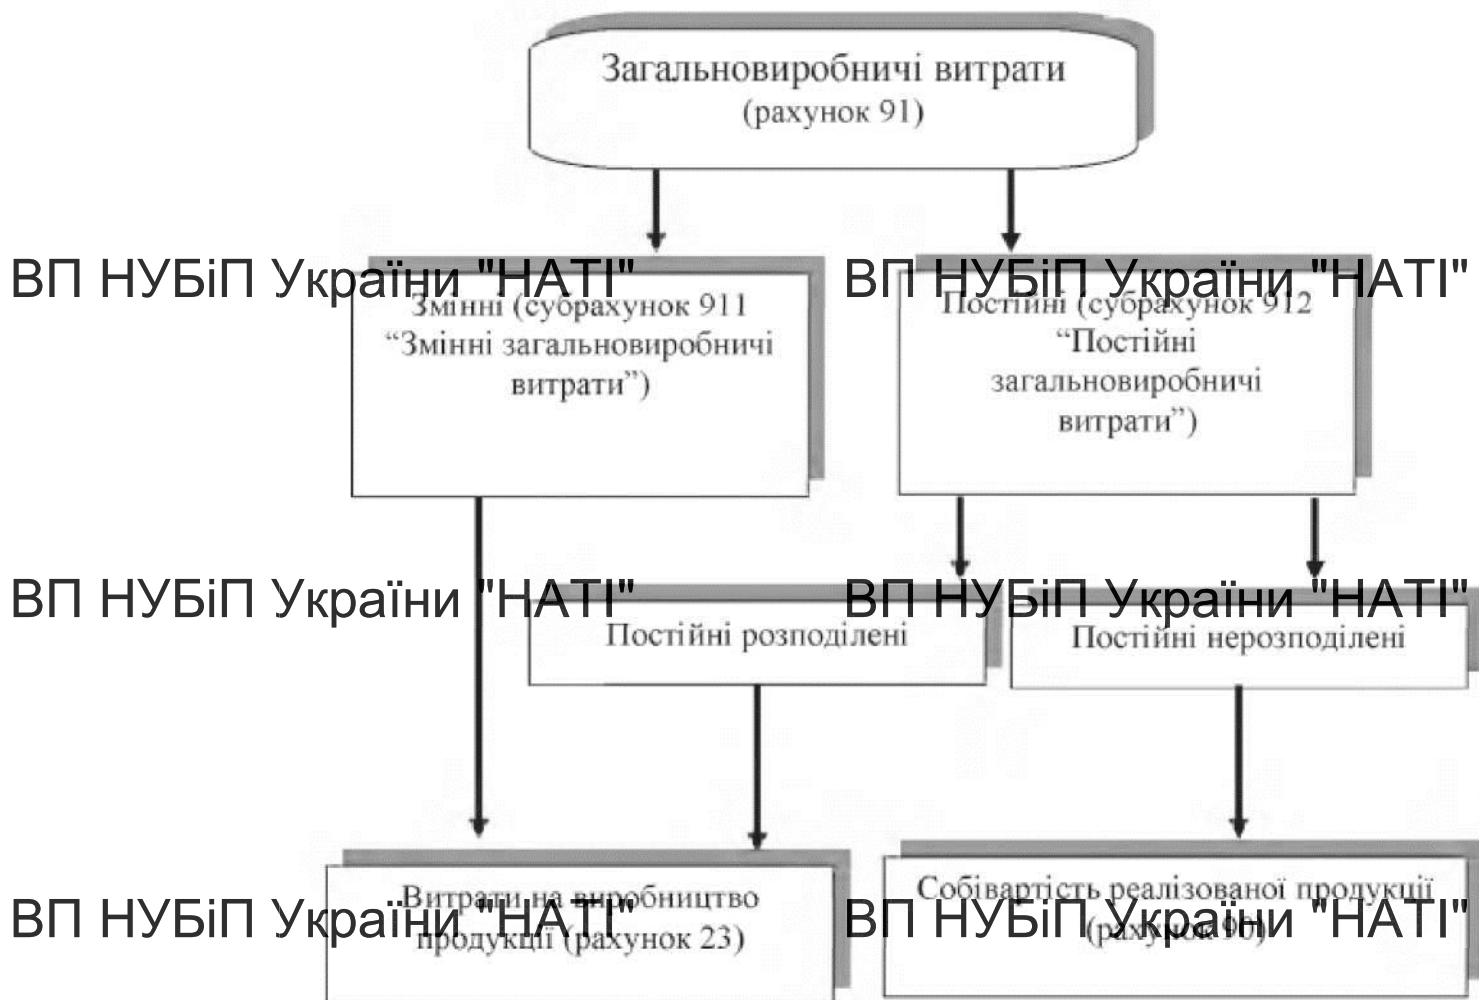 Загальновиробничі витрати
(рахунок 91)
ВП НУБіП України "НАТІ"
ВП НУБіП України "НАТІ"
Змінні (субрахунок 911
“Змінні загальновиробничі
витрати”)
Постійні (субрахунок 912
“Постійні
загальновиробничі
витрати”)
ВП НУБіП України "НАТІ"
ВП НУБіП України "НАТІ"
Постійні розподілені
Постійні нерозподілені
Витрати на виробництво
продукції (рахунок 23)
Собівартість реалізованої продукції
(рахунок 90)
ВП НУБіП України "НАТІ"
ВП НУБіП України "НАТІ"